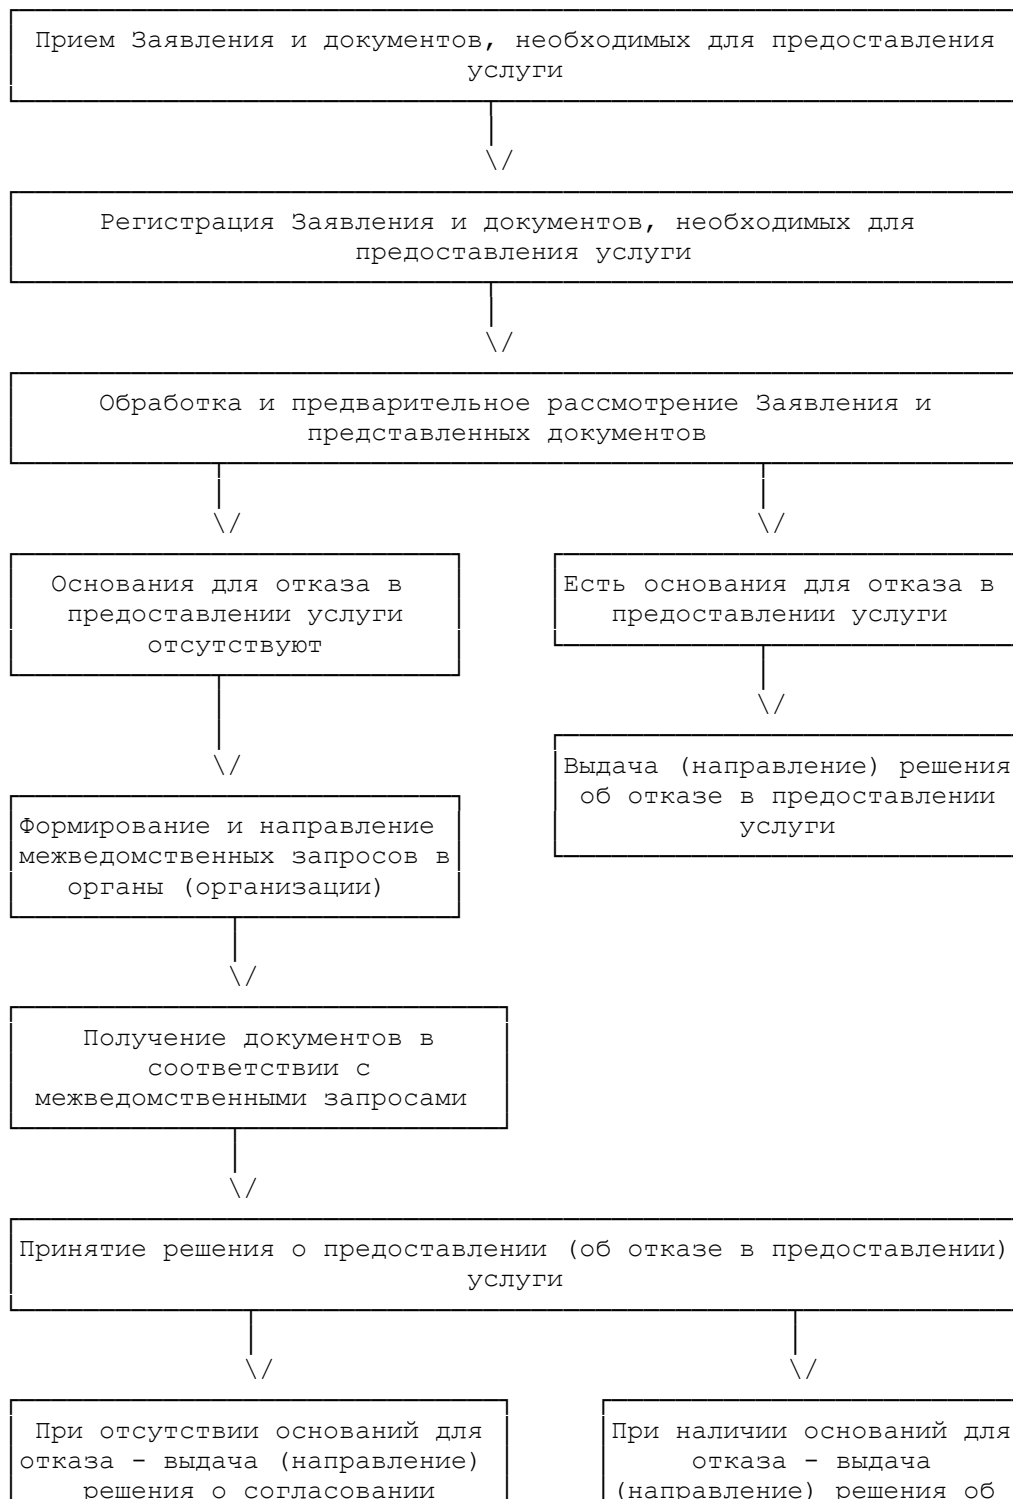 Прием Заявления и документов, необходимых для предоставления
услуги
\/
Регистрация Заявления и документов, необходимых для
предоставления услуги
\/
Обработка и предварительное рассмотрение Заявления и
представленных документов
\/
\/
Основания для отказа в
предоставлении услуги
отсутствуют
Есть основания для отказа в
предоставлении услуги
\/
\/
Выдача (направление) решения
об отказе в предоставлении
услуги
Формирование и направление
межведомственных запросов в
органы (организации)
\/
Получение документов в
соответствии с
межведомственными запросами
\/
Принятие решения о предоставлении (об отказе в предоставлении)
услуги
\/
\/
При отсутствии оснований для
отказа - выдача (направление)
решения о согласовании
При наличии оснований для
отказа - выдача
(направление) решения об